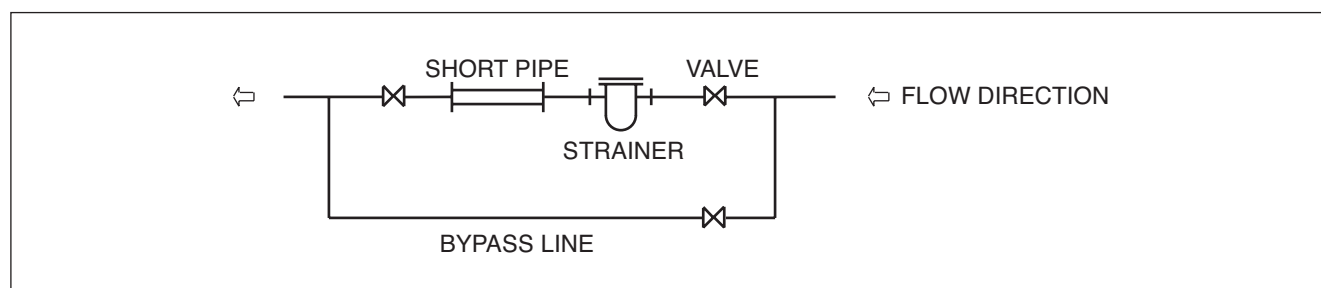 SHORT PIPE
VALVE
FLOW DIRECTION
STRAINER
BYPASS LINE